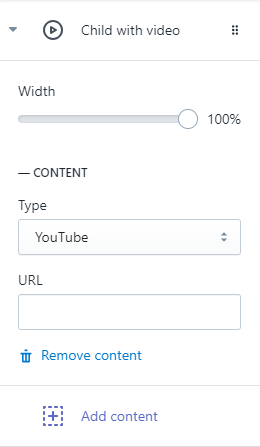 Child with video
Width
100%
— CONTENT
Type
YouTube
URL
Remove content
Add content